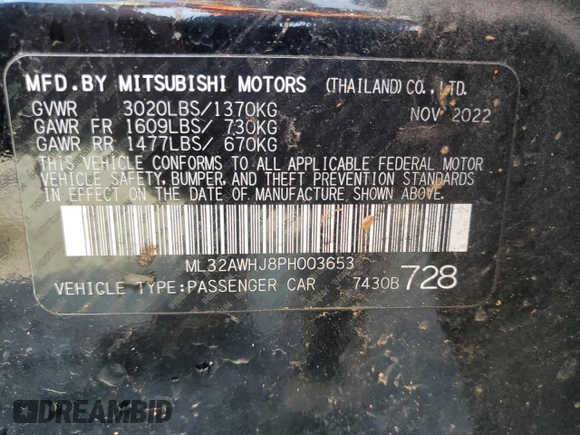 MFD.BY MITSUBISHI MOTORS (THAILAND)CO.,LTD.
GVWR 3020LBS/1370KG NOV 2022
GAWR FR 1609LBS/ 730KG
GAWR RR 1477LBS/ 670KG
THIS VEHICLE CONFORMS TO ALL APPLICABLE FEDERAL MOTOR
VEHICLE SAFETY, BUMPER, AND THEFT PREVENTION STANDARDS
IN EFFECT ON THE DATE OF MANUFACTURE SHOWN ABOVE.
ML32AWHJ8PH003653
VEHICLE TYPE:PASSENGER CAR 7430B 728
DREAMBID